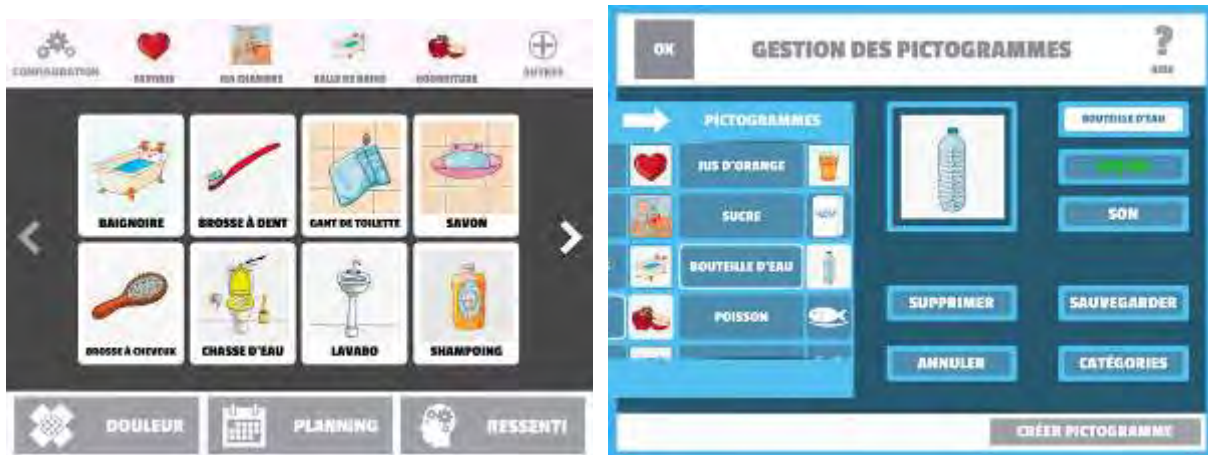 CONFIGURATION
FAVORIS
MA CHAMBRE
SALLE DE BAINS
NOURRITURE
AUTRES
BAIGNOIRE
BROSSE À DENT
GANT DE TOILETTE
SAVON
BROSSE À CHEVEUX
CHASSE D'EAU
LAVABO
SHAMPOING
DOULEUR
PLANNING
RESSENTI
OK
GESTION DES PICTOGRAMMES
?
AIDE
PICTOGRAMMES
JUS D'ORANGE
SUCRE
BOUTEILLE D'EAU
POISSON
BOUTEILLE D'EAU
SON
SUPPRIMER
SAUVEGARDER
ANNULER
CATÉGORIES
CRÉER PICTOGRAMME